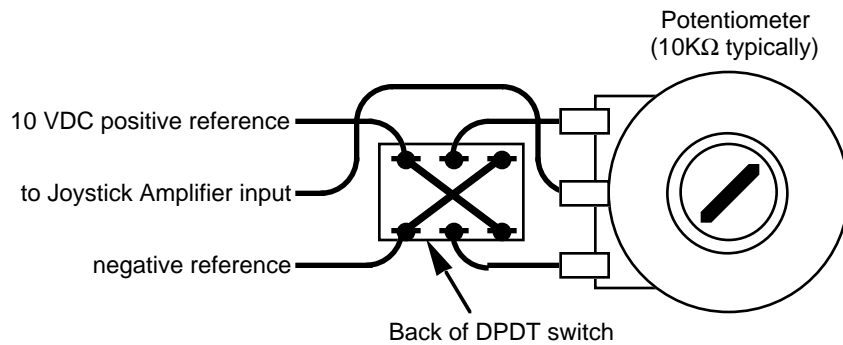 Potentiometer
(10KΩ typically)
10 VDC positive reference
to Joystick Amplifier input
negative reference
Back of DPDT switch